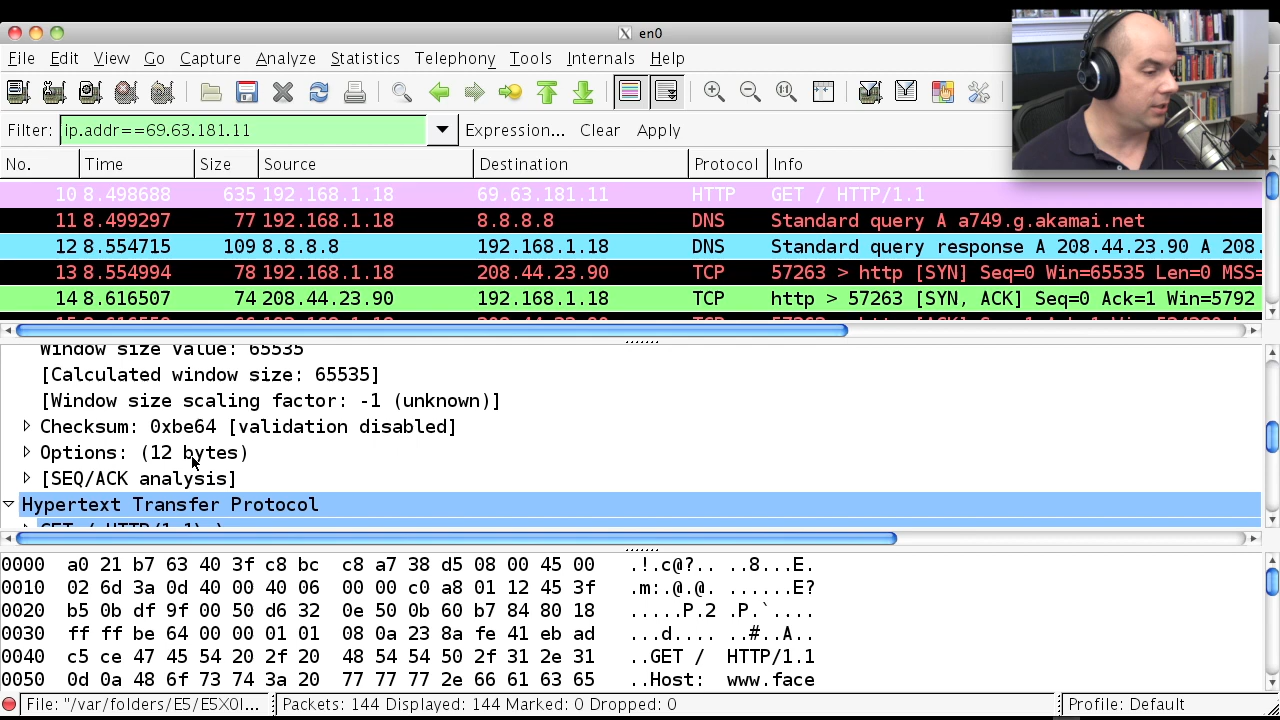 en0
File Edit View Go Capture Analyze Statistics Telephony Tools Internals Help
Filter: ip.addr==69.63.181.11 Expression... Clear Apply
No. Time Size Source Destination Protocol Info
10 8.498688 635 192.168.1.18 69.63.181.11 HTTP GET / HTTP/1.1
11 8.499297 77 192.168.1.18 8.8.8.8 DNS Standard query A a749.g.akamai.net
12 8.554715 109 8.8.8.8 192.168.1.18 DNS Standard query response A 208.44.23.90 A 208.
13 8.554994 78 192.168.1.18 208.44.23.90 TCP 57263 > http [SYN] Seq=0 Win=65535 Len=0 MSS=
14 8.616507 74 208.44.23.90 192.168.1.18 TCP http > 57263 [SYN, ACK] Seq=0 Ack=1 Win=5792
Window size value: 65535
[Calculated window size: 65535]
[Window size scaling factor: -1 (unknown)]
Checksum: 0xbe64 [validation disabled]
Options: (12 bytes)
[SEQ/ACK analysis]
Hypertext Transfer Protocol
0000 a0 21 b7 63 40 3f c8 bc c8 a7 38 d5 08 00 45 00 .!.c@?.. ..8...E.
0010 02 6d 3a 0d 40 00 40 06 00 00 c0 a8 01 12 45 3f .m:.@.@. ......E?
0020 b5 0b df 9f 00 50 d6 32 0e 50 0b 60 b7 84 80 18 .....P.2 .P.`....
0030 ff ff be 64 00 00 01 01 08 0a 23 8a fe 41 eb ad ...d.... ..#..A..
0040 c5 ce 47 45 54 20 2f 20 48 54 54 50 2f 31 2e 31 ..GET / HTTP/1.1
0050 0d 0a 48 6f 73 74 3a 20 77 77 77 2e 66 61 63 65 ..Host: www.face
File: "/var/folders/E5/E5X0l... Packets: 144 Displayed: 144 Marked: 0 Dropped: 0 Profile: Default